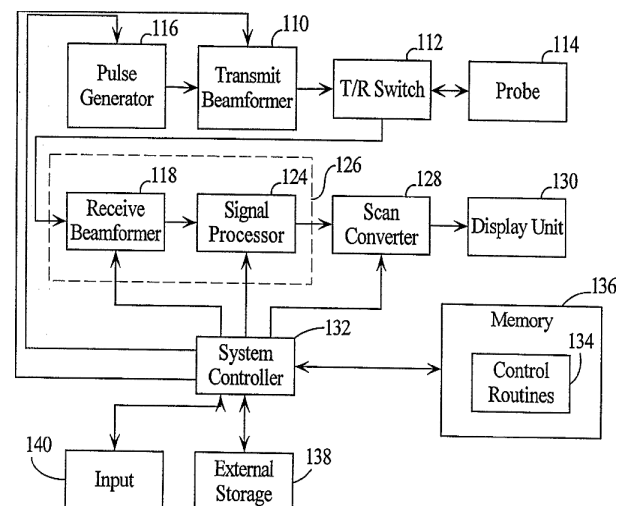 116
110
112
114
Pulse
Generator
Transmit
Beamformer
T/R Switch
Probe
118
124
126
128
130
Receive
Beamformer
Signal
Processor
Scan
Converter
Display Unit
132
136
System
Controller
Memory
134
Control
Routines
140
Input
External
Storage
138